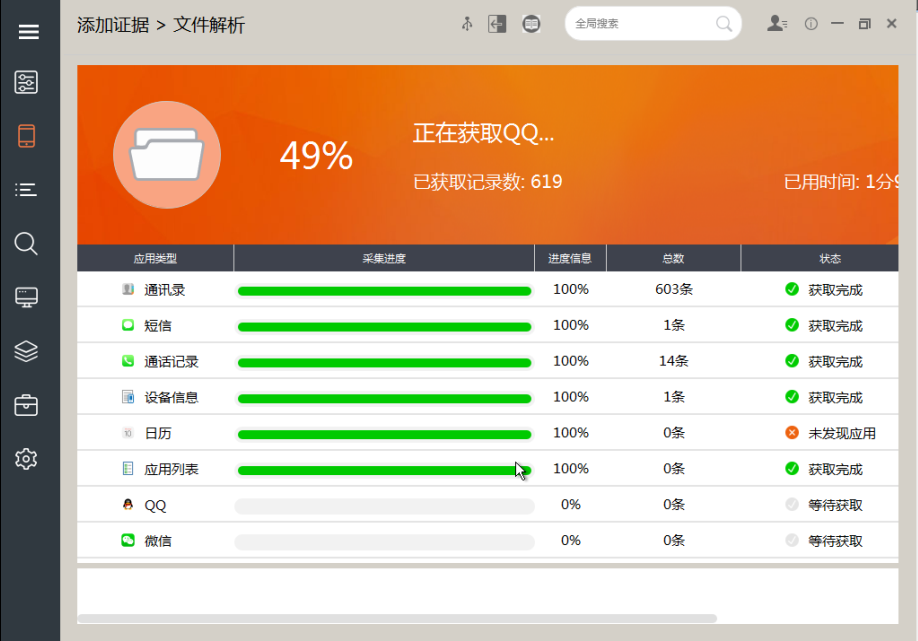 添加证据 > 文件解析
全局搜索
49%
正在获取QQ...
已获取记录数: 619
已用时间: 1分9
应用类型 采集进度 进度信息 总数 状态
通讯录 100% 603条 获取完成
短信 100% 1条 获取完成
通话记录 100% 14条 获取完成
设备信息 100% 1条 获取完成
日历 100% 0条 未发现应用
应用列表 100% 0条 获取完成
QQ 0% 0条 等待获取
微信 0% 0条 等待获取